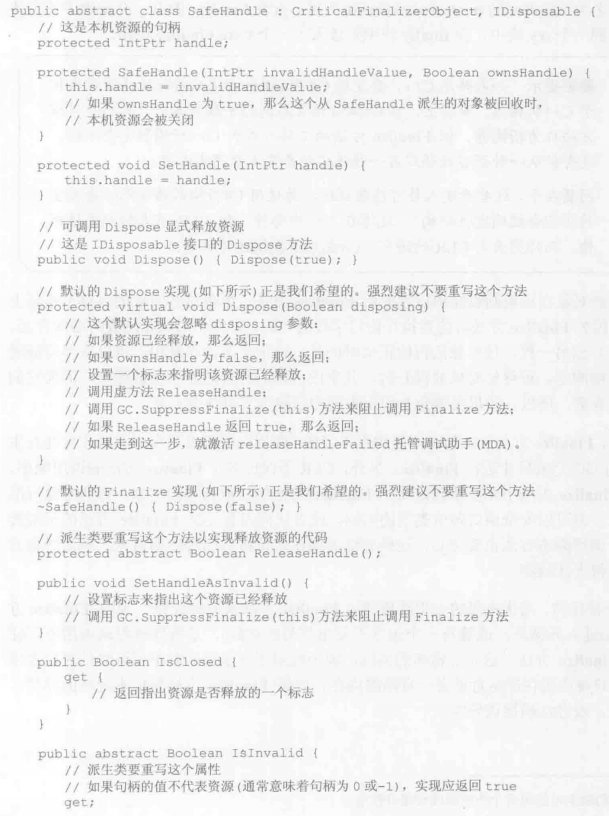 public abstract class SafeHandle : CriticalFinalizerObject, IDisposable {
// 这是本机资源的句柄
protected IntPtr handle;
protected SafeHandle(IntPtr invalidHandleValue, Boolean ownsHandle) {
this.handle = invalidHandleValue;
// 如果 ownsHandle 为 true，那么这个从 SafeHandle 派生的对象被回收时，
// 本机资源会被关闭
}
protected void SetHandle(IntPtr handle) {
this.handle = handle;
}
// 可调用 Dispose 显式释放资源
// 这是 IDisposable 接口的 Dispose 方法
public void Dispose() { Dispose(true); }
// 默认的 Dispose 实现(如下所示)正是我们希望的。强烈建议不要重写这个方法
protected virtual void Dispose(Boolean disposing) {
// 这个默认实现会忽略 disposing 参数；
// 如果资源已经释放，那么返回；
// 如果 ownsHandle 为 false，那么返回；
// 设置一个标志来指明该资源已经释放；
// 调用虚方法 ReleaseHandle；
// 调用 GC.SuppressFinalize(this)方法来阻止调用 Finalize 方法；
// 如果 ReleaseHandle 返回 true，那么返回；
// 如果走到这一步，就激活 releaseHandleFailed 托管调试助手(MDA)。
}
// 默认的 Finalize 实现(如下所示)正是我们希望的。强烈建议不要重写这个方法
~SafeHandle() { Dispose(false); }
// 派生类要重写这个方法以实现释放资源的代码
protected abstract Boolean ReleaseHandle();
public void SetHandleAsInvalid() {
// 设置标志来指出这个资源已经释放
// 调用 GC.SuppressFinalize(this)方法来阻止调用 Finalize 方法
}
public Boolean IsClosed {
get {
// 返回指出资源是否释放的一个标志
}
}
public abstract Boolean IsInvalid {
// 派生类要重写这个属性
// 如果句柄的值不代表资源(通常意味着句柄为 0 或-1)，实现应返回 true
get;